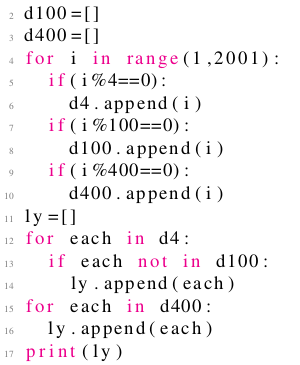 2 d100=[]
3 d400=[]
4 for i in range(1,2001):
5     if(i%4==0):
6         d4.append(i)
7     if(i%100==0):
8         d100.append(i)
9     if(i%400==0):
10         d400.append(i)
11 ly=[]
12 for each in d4:
13     if each not in d100:
14         ly.append(each)
15 for each in d400:
16     ly.append(each)
17 print(ly)